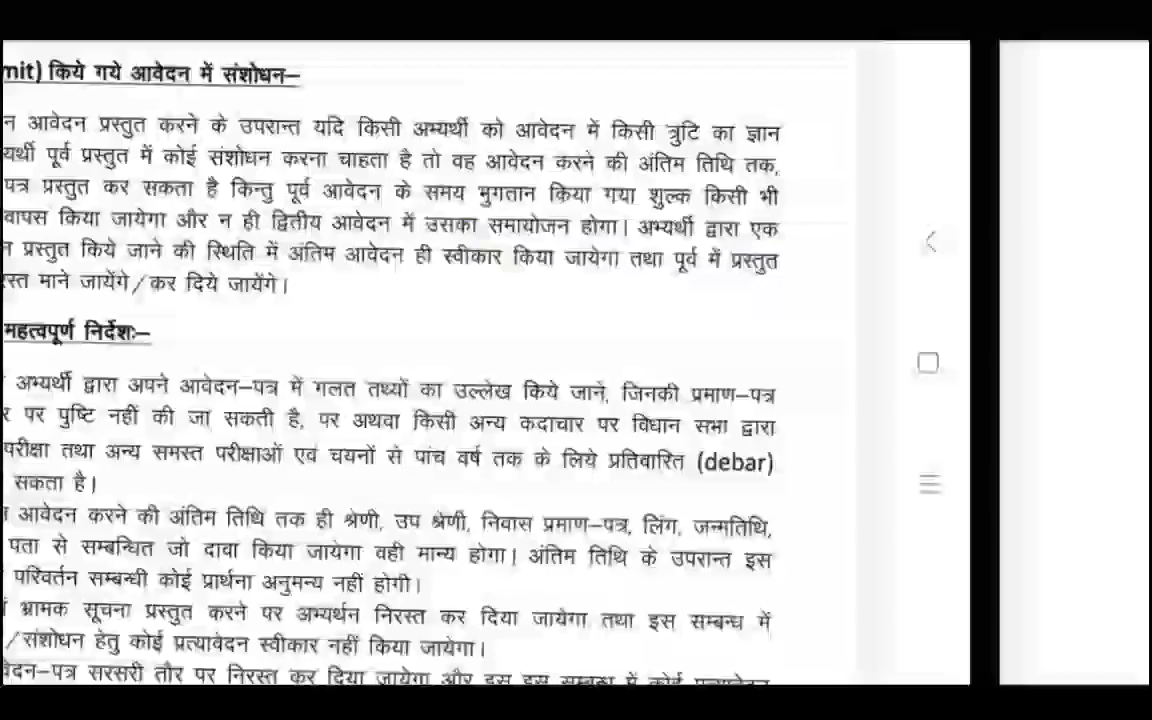 mit) किये गये आवेदन में संशोधन–
न आवेदन प्रस्तुत करने के उपरान्त यदि किसी अभ्यर्थी को आवेदन में किसी त्रुटि का ज्ञान
यर्थी पूर्व प्रस्तुत में कोई संशोधन करना चाहता है तो वह आवेदन करने की अंतिम तिथि तक,
पत्र प्रस्तुत कर सकता है किन्तु पूर्व आवेदन के समय भुगतान किया गया शुल्क किसी भी
वापस किया जायेगा और न ही द्वितीय आवेदन में उसका समायोजन होगा। अभ्यर्थी द्वारा एक
न प्रस्तुत किये जाने की स्थिति में अंतिम आवेदन ही स्वीकार किया जायेगा तथा पूर्व में प्रस्तुत
रस्त माने जायेंगे/कर दिये जायेंगे।
महत्वपूर्ण निर्देशः–
अभ्यर्थी द्वारा अपने आवेदन–पत्र में गलत तथ्यों का उल्लेख किये जाने, जिनकी प्रमाण–पत्र
र पर पुष्टि नहीं की जा सकती है, पर अथवा किसी अन्य कदाचार पर विधान सभा द्वारा
परीक्षा तथा अन्य समस्त परीक्षाओं एवं चयनों से पांच वर्ष तक के लिये प्रतिवारित (debar)
सकता है।
आवेदन करने की अंतिम तिथि तक ही श्रेणी, उप श्रेणी, निवास प्रमाण–पत्र, लिंग, जन्मतिथि,
पता से सम्बन्धित जो दावा किया जायेगा वही मान्य होगा। अंतिम तिथि के उपरान्त इस
परिवर्तन सम्बन्धी कोई प्रार्थना अनुमन्य नहीं होगी।
भ्रामक सूचना प्रस्तुत करने पर अभ्यर्थन निरस्त कर दिया जायेगा तथा इस सम्बन्ध में
/संशोधन हेतु कोई प्रत्यावेदन स्वीकार नहीं किया जायेगा।
वेदन–पत्र सरसरी तौर पर निरस्त कर दिया जायेगा और इस इस सम्बन्ध में कोई प्रत्यावेदन